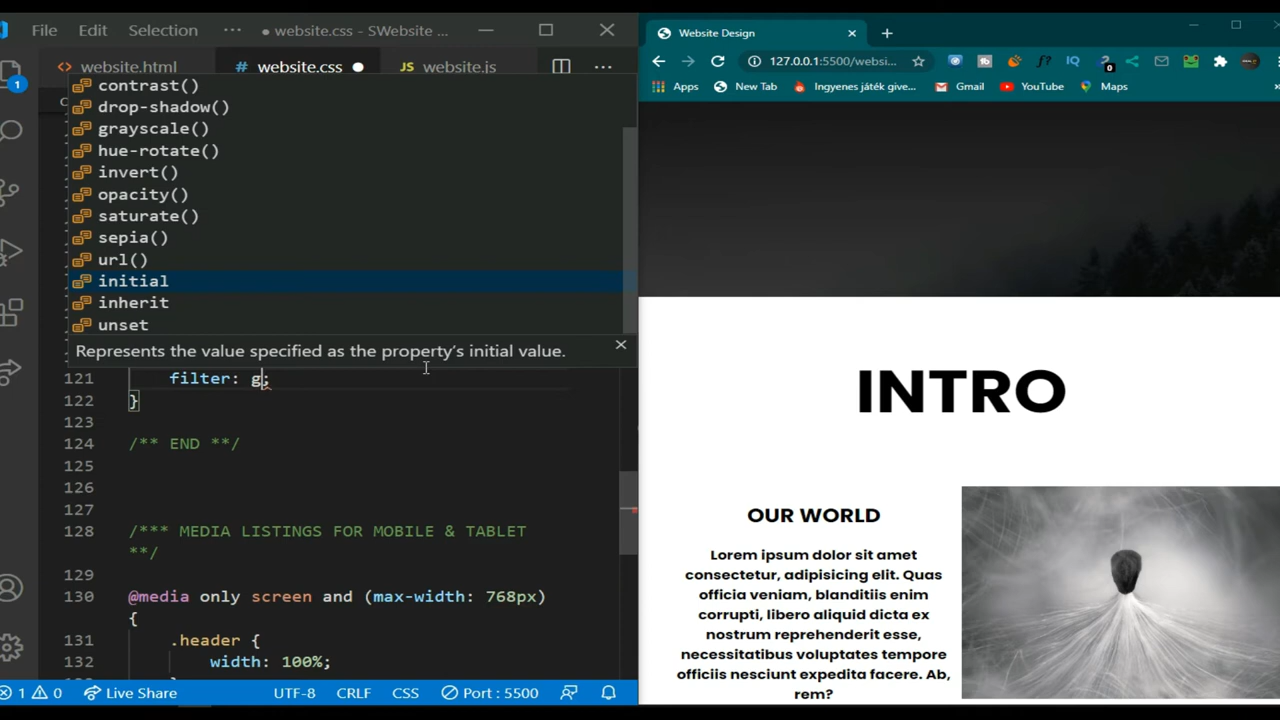 File Edit Selection ··· ● website.css - SWebsite ...
<> website.html # website.css ● JS website.js ···
1
contrast()
drop-shadow()
grayscale()
hue-rotate()
invert()
opacity()
saturate()
sepia()
url()
initial
inherit
unset
Represents the value specified as the property's initial value.
121 filter: g;
122 }
123
124 /** END **/
125
126
127
128 /*** MEDIA LISTINGS FOR MOBILE & TABLET
**/
129
130 @media only screen and (max-width: 768px)
{
131 .header {
132 width: 100%;
1 0 Live Share UTF-8 CRLF CSS Port : 5500
Website Design
127.0.0.1:5500/websi...
f? IQ 0
Apps New Tab Ingyenes játék give... Gmail YouTube Maps »
INTRO
OUR WORLD
Lorem ipsum dolor sit amet
consectetur, adipisicing elit. Quas
officia veniam, blanditiis enim
corrupti, libero aliquid dicta ex
nostrum reprehenderit esse,
necessitatibus voluptates tempore
officiis nesciunt expedita facere. Ab,
rem?